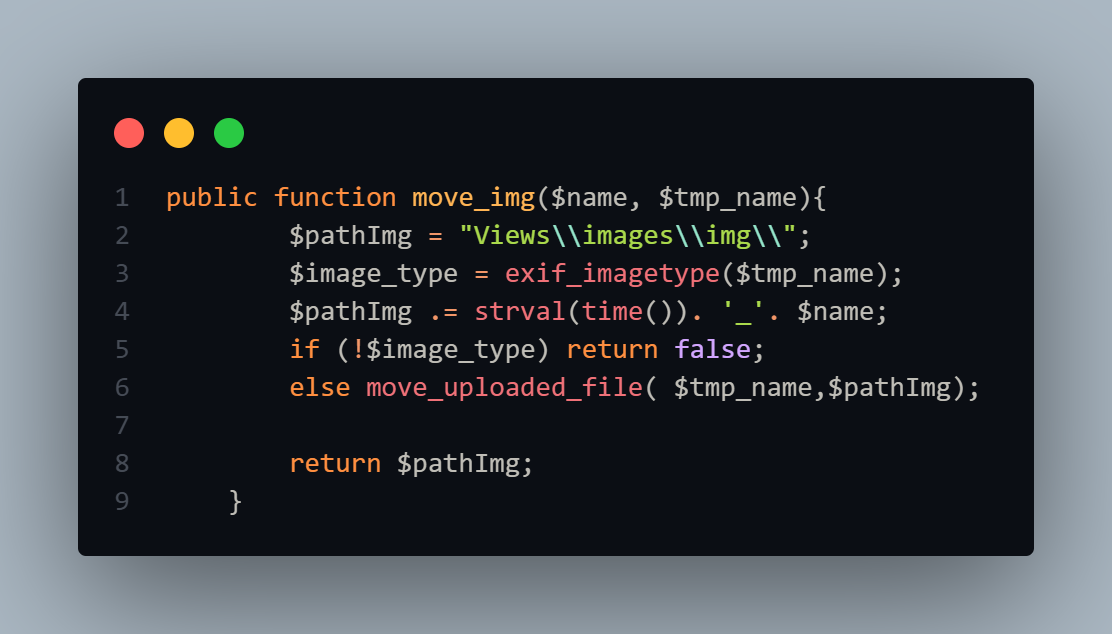 1 public function move_img($name, $tmp_name){
2 $pathImg = "Views\\images\\img\\";
3 $image_type = exif_imagetype($tmp_name);
4 $pathImg .= strval(time()). '_'. $name;
5 if (!$image_type) return false;
6 else move_uploaded_file( $tmp_name,$pathImg);
7
8 return $pathImg;
9 }